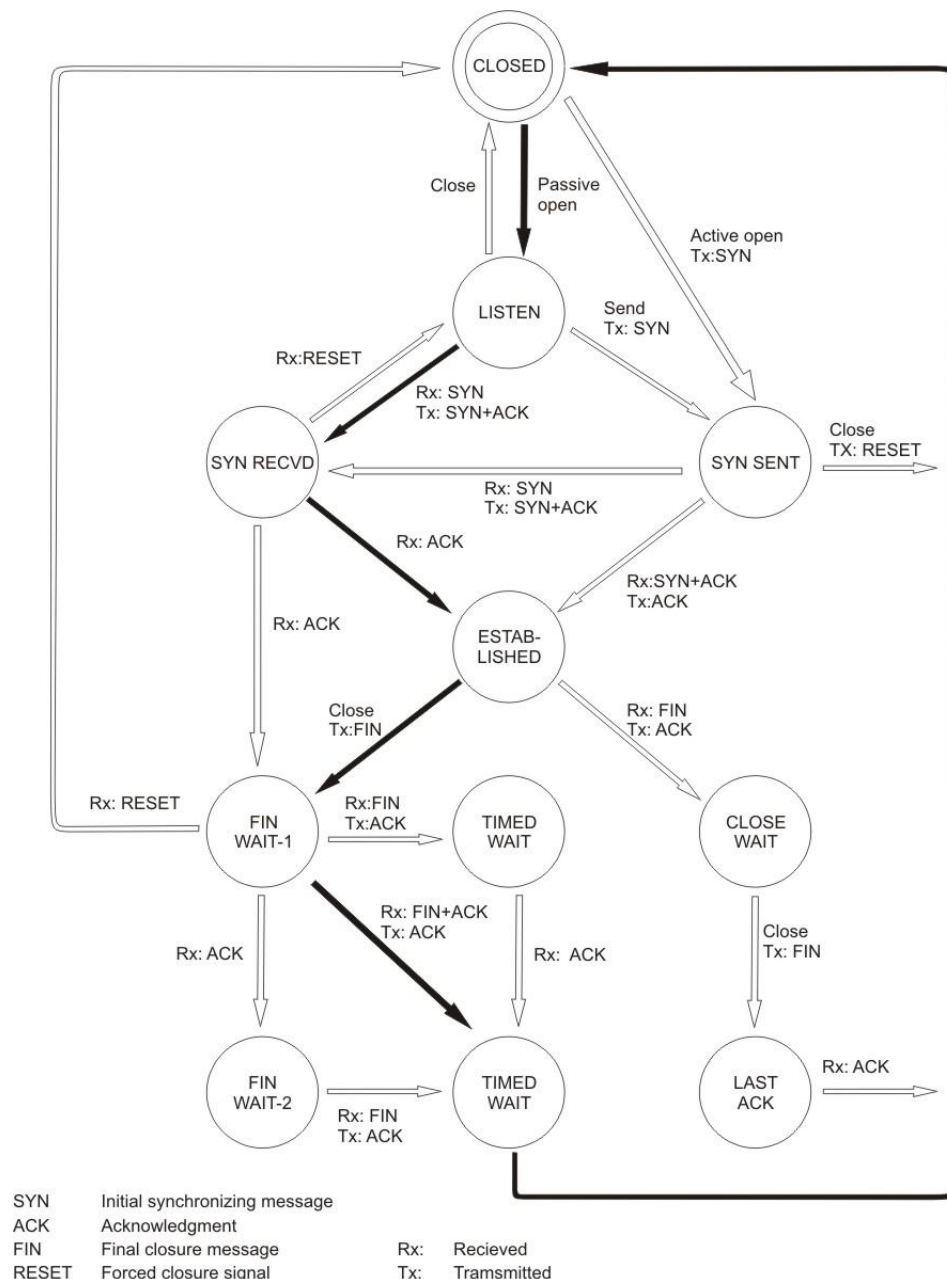 CLOSED
Close
Passive
open
Active open
Tx:SYN
LISTEN
Send
Tx: SYN
Rx:RESET
Rx: SYN
Tx: SYN+ACK
SYN RECVD
SYN SENT
Close
TX: RESET
Rx: SYN
Tx: SYN+ACK
Rx: ACK
Rx:SYN+ACK
Tx:ACK
Rx: ACK
ESTAB-
LISHED
Close
Tx:FIN
Rx: FIN
Tx: ACK
Rx: RESET
FIN
WAIT-1
Rx:FIN
Tx:ACK
TIMED
WAIT
CLOSE
WAIT
Rx: FIN+ACK
Tx: ACK
Rx: ACK
Rx: ACK
Close
Tx: FIN
FIN
WAIT-2
Rx: FIN
Tx: ACK
TIMED
WAIT
LAST
ACK
Rx: ACK
SYN Initial synchronizing message
ACK Acknowledgment
FIN Final closure message
RESET Forced closure signal
Rx: Recieved
Tx: Tramsmitted